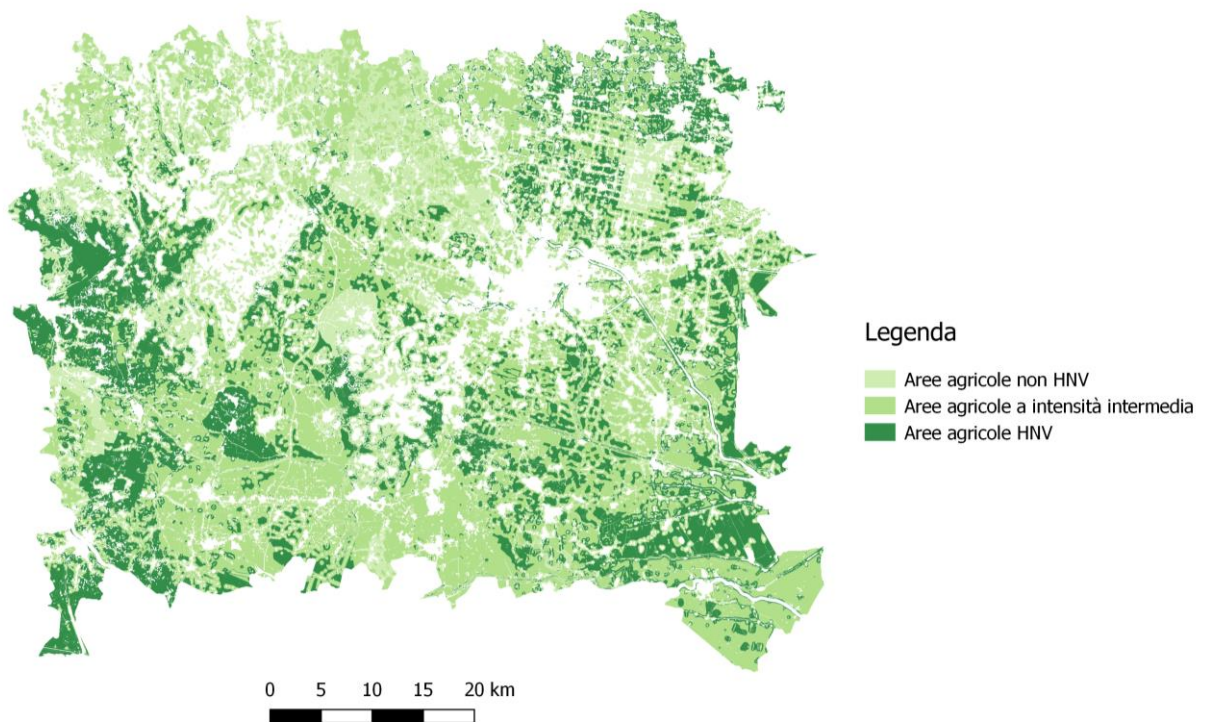 Legenda
Aree agricole non HNV
Aree agricole a intensità intermedia
Aree agricole HNV
0 5 10 15 20 km